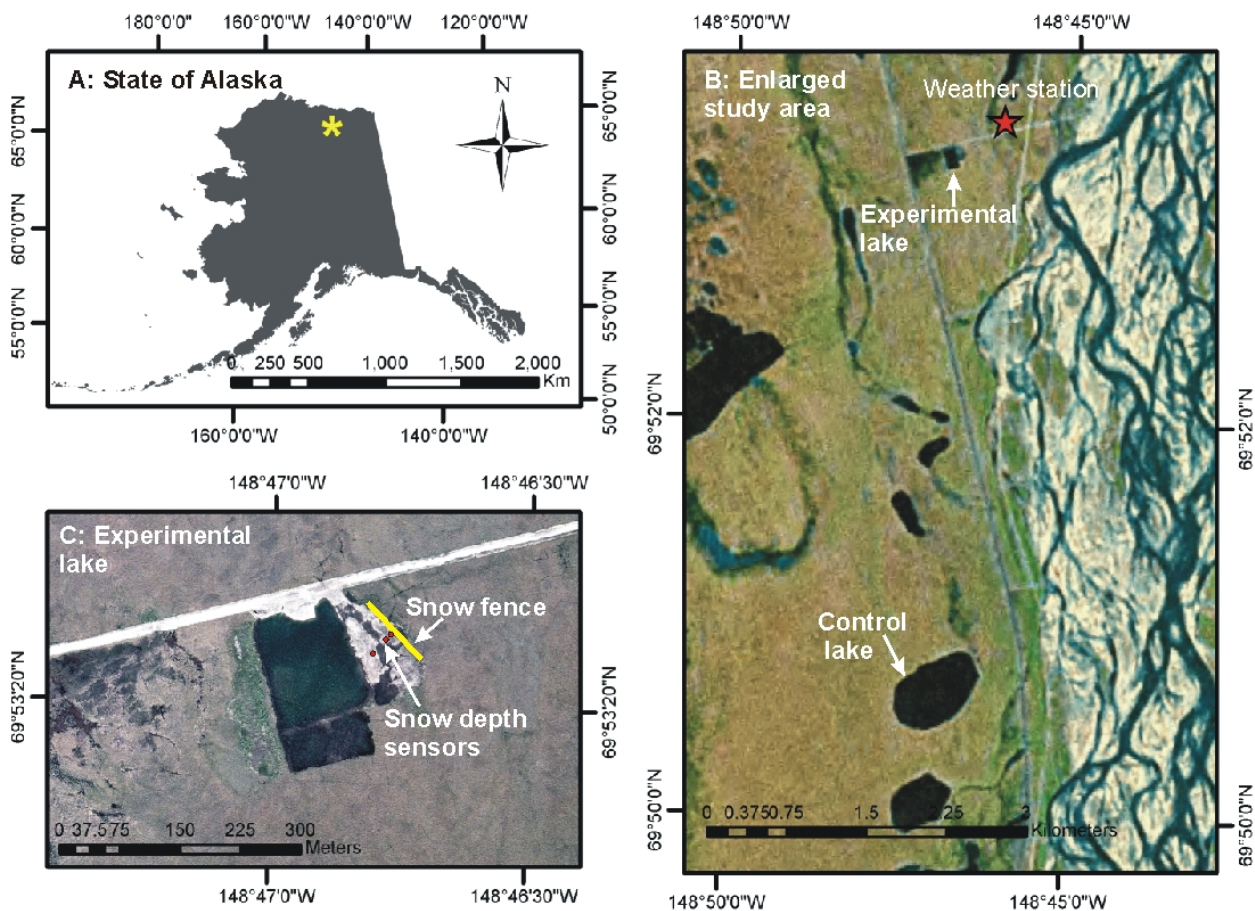 180°0'0"
160°0'0"W
140°0'0"W
120°0'0"W
A: State of Alaska
N
65°0'0"N
60°0'0"N
55°0'0"N
65°0'0"N
60°0'0"N
55°0'0"N
50°0'0"N
0 250 500 1,000 1,500 2,000
Km
160°0'0"W
140°0'0"W
148°50'0"W
148°45'0"W
B: Enlarged
study area
Weather station
Experimental
lake
69°52'0"N
69°52'0"N
Control
lake
69°50'0"N
69°50'0"N
0 0.375 0.75 1.5 2.25 3
Kilometers
148°50'0"W
148°45'0"W
148°47'0"W
148°46'30"W
C: Experimental
lake
Snow fence
Snow depth
sensors
69°53'20"N
69°53'20"N
0 37.5 75 150 225 300
Meters
148°47'0"W
148°46'30"W